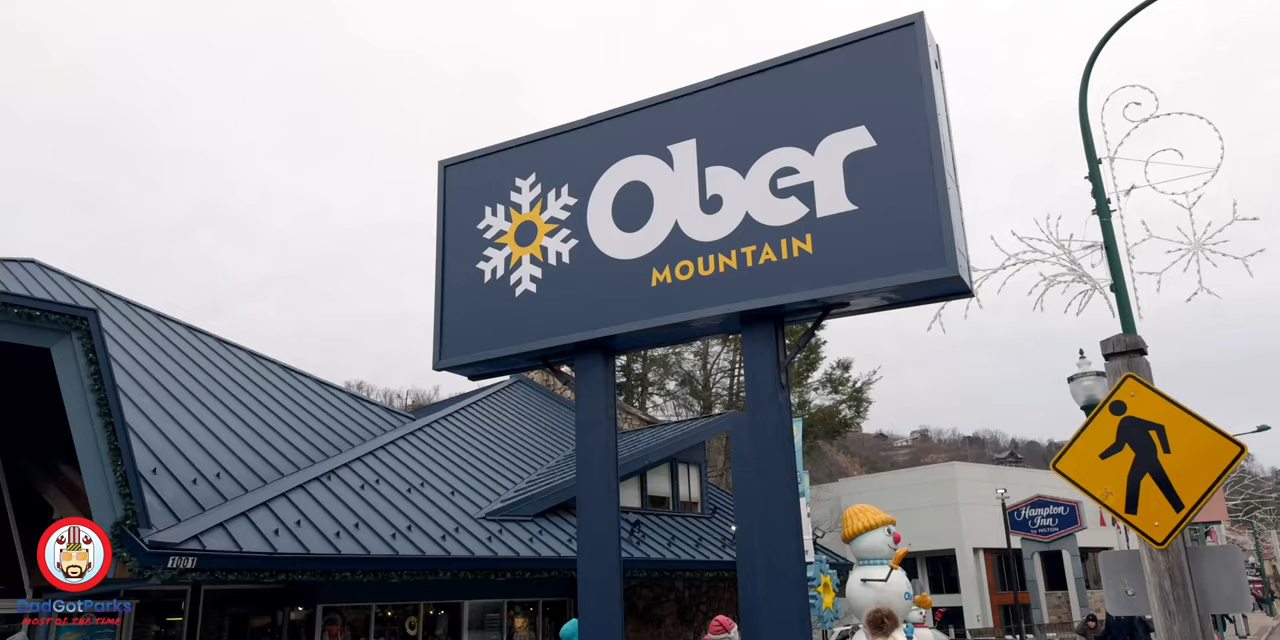 Ober
MOUNTAIN
Hampton
Inn
BY HILTON
1001
DadGotParks
MOST OF THE TIME